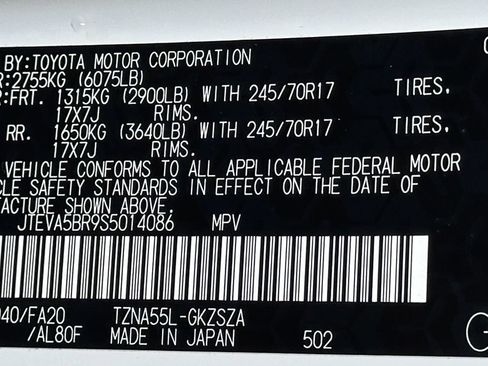 BY:TOYOTA MOTOR CORPORATION
R:2755KG (6075LB)
:FRT. 1315KG (2900LB) WITH 245/70R17 TIRES,
17X7J RIMS.
RR. 1650KG (3640LB) WITH 245/70R17 TIRES,
17X7J RIMS.
VEHICLE CONFORMS TO ALL APPLICABLE FEDERAL MOTOR
CLE SAFETY STANDARDS IN EFFECT ON THE DATE OF
FACTURE SHOWN ABOVE.
JTEVA5BR9S5014086 MPV
040/FA20 TZNA55L-GKZSZA
/AL80F MADE IN JAPAN 502
G